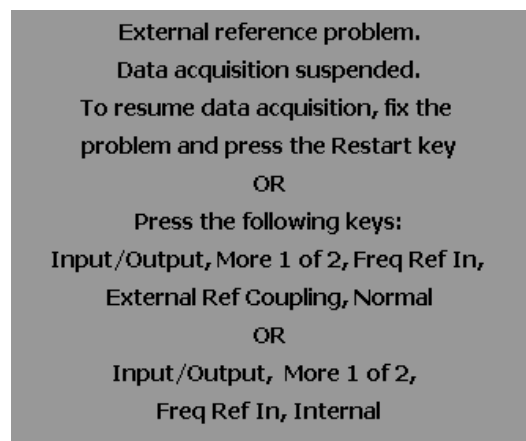 External reference problem.
Data acquisition suspended.
To resume data acquisition, fix the
problem and press the Restart key
OR
Press the following keys:
Input/Output, More 1 of 2, Freq Ref In,
External Ref Coupling, Normal
OR
Input/Output, More 1 of 2,
Freq Ref In, Internal